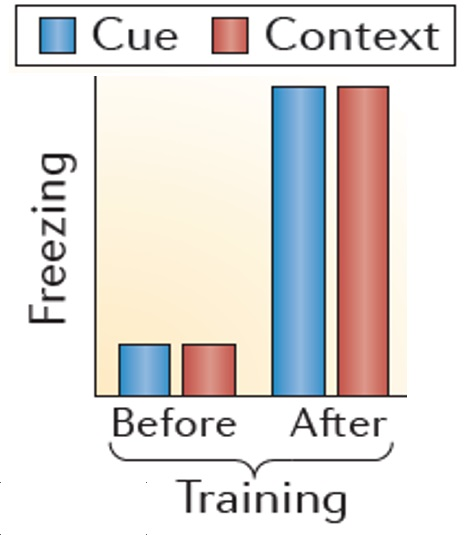 Cue Context
Freezing
Before After
Training